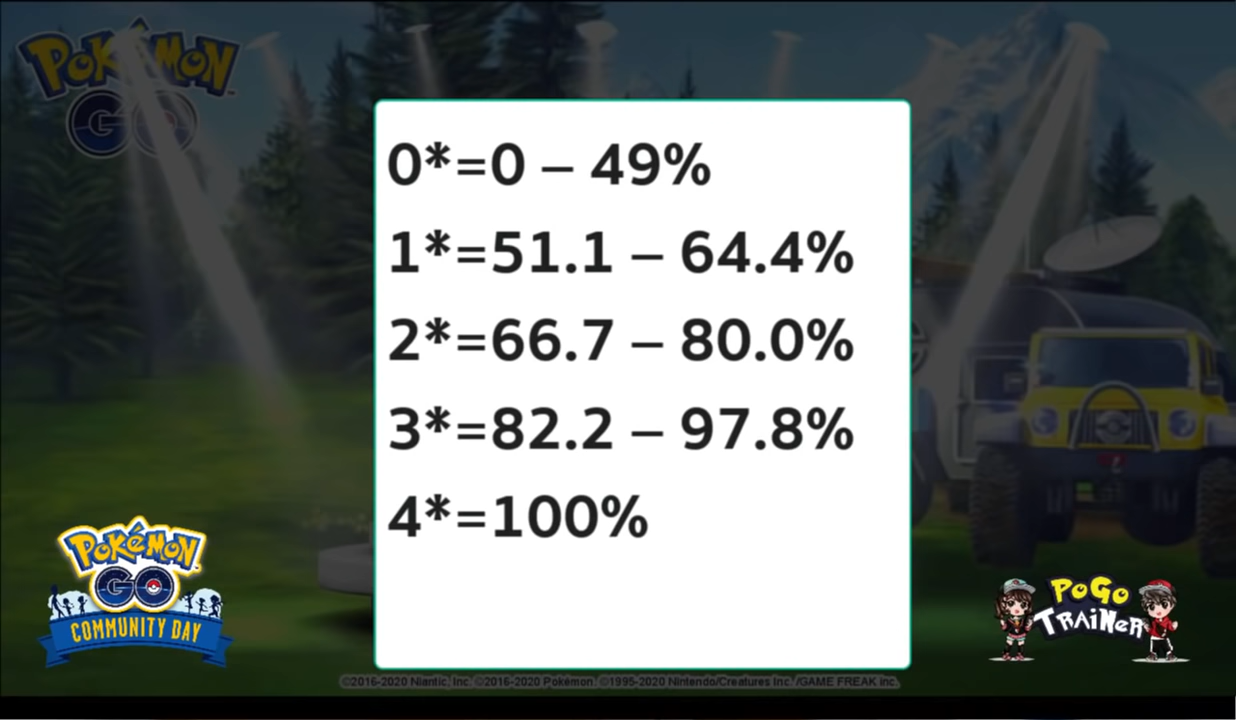 POKÉMON
GO
0*=0 – 49%
1*=51.1 – 64.4%
2*=66.7 – 80.0%
3*=82.2 – 97.8%
4*=100%
POKÉMON
GO
COMMUNITY DAY
POGO
TRAiNeR
©2016-2020 Niantic, Inc. ©2016-2020 Pokémon. ©1995-2020 Nintendo/Creatures Inc. /GAME FREAK inc.